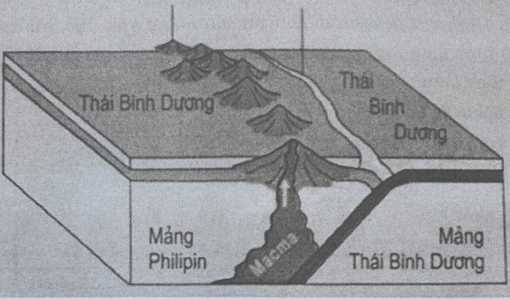 Thái Bình Dương
Thái
Bình
Dương
Mảng
Philipin
Macma
Mảng
Thái Bình Dương